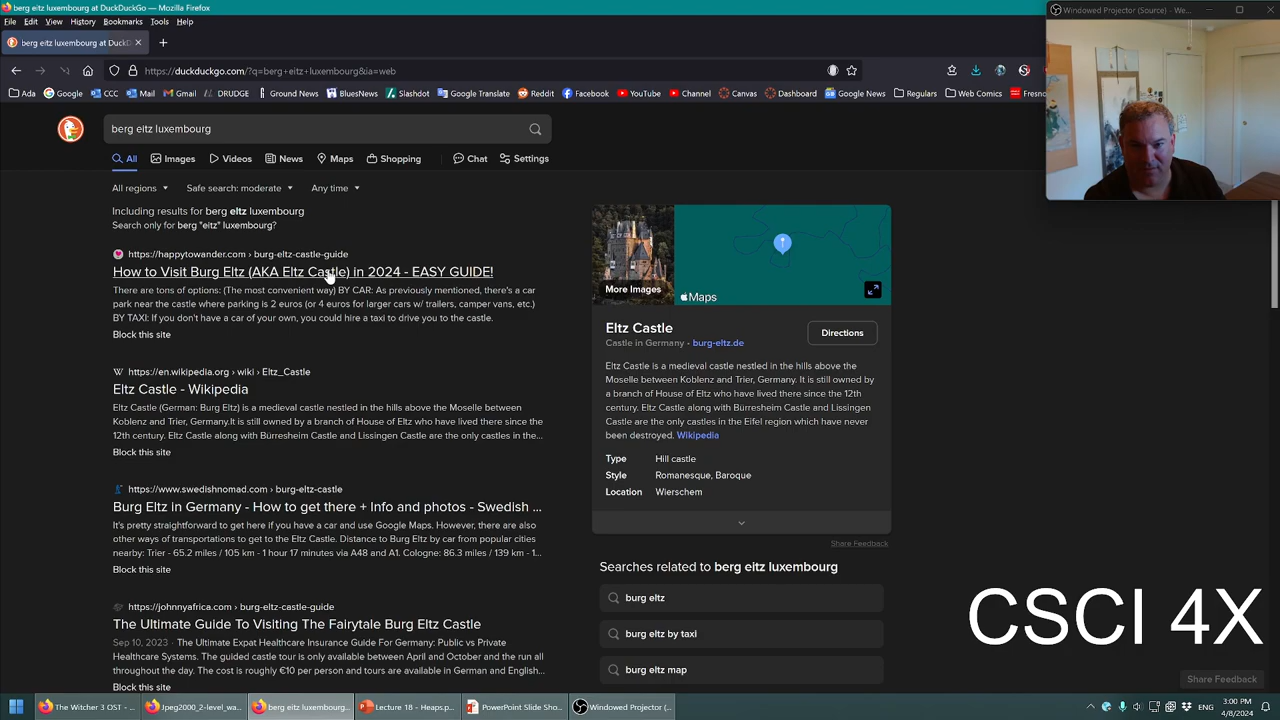 berg eitz luxembourg at DuckDuckGo — Mozilla Firefox
File Edit View History Bookmarks Tools Help
berg eitz luxembourg at DuckD
https://duckduckgo.com/?q=berg+eitz+luxembourg&ia=web
Ada Google CCC Mail Gmail DRUDGE Ground News BluesNews Slashdot Google Translate Reddit Facebook YouTube Channel Canvas Dashboard Google News Regulars Web Comics Fresno
Windowed Projector (Source) - We...
berg eitz luxembourg
All Images Videos News Maps Shopping Chat Settings
All regions Safe search: moderate Any time
Including results for berg eltz luxembourg
Search only for berg "eitz" luxembourg?
https://happytowander.com › burg-eltz-castle-guide
How to Visit Burg Eltz (AKA Eltz Castle) in 2024 - EASY GUIDE!
There are tons of options: (The most convenient way) BY CAR: As previously mentioned, there's a car
park near the castle where parking is 2 euros (or 4 euros for larger cars w/ trailers, camper vans, etc.)
BY TAXI: If you don't have a car of your own, you could hire a taxi to drive you to the castle.
Block this site
https://en.wikipedia.org › wiki › Eltz_Castle
Eltz Castle - Wikipedia
Eltz Castle (German: Burg Eltz) is a medieval castle nestled in the hills above the Moselle between
Koblenz and Trier, Germany.It is still owned by a branch of House of Eltz who have lived there since the
12th century. Eltz Castle along with Bürresheim Castle and Lissingen Castle are the only castles in the...
Block this site
https://www.swedishnomad.com › burg-eltz-castle
Burg Eltz in Germany - How to get there + Info and photos - Swedish ...
It's pretty straightforward to get here if you have a car and use Google Maps. However, there are also
other ways of transportations to get to the Eltz Castle. Distance to Burg Eltz by car from popular cities
nearby: Trier - 65.2 miles / 105 km - 1 hour 17 minutes via A48 and A1. Cologne: 86.3 miles / 139 km - 1...
Block this site
https://johnnyafrica.com › burg-eltz-castle-guide
The Ultimate Guide To Visiting The Fairytale Burg Eltz Castle
Sep 10, 2023 · The Ultimate Expat Healthcare Insurance Guide For Germany: Public vs Private
Healthcare Systems. The guided castle tour is only available between April and October and the run all
throughout the day. The cost is roughly €10 per person and tours are available in German and English...
Block this site
More Images
Maps
Eltz Castle
Directions
Castle in Germany • burg-eltz.de
Eltz Castle is a medieval castle nestled in the hills above the
Moselle between Koblenz and Trier, Germany. It is still owned by
a branch of House of Eltz who have lived there since the 12th
century. Eltz Castle along with Bürresheim Castle and Lissingen
Castle are the only castles in the Eifel region which have never
been destroyed. Wikipedia
Type Hill castle
Style Romanesque, Baroque
Location Wierschem
Share Feedback
Searches related to berg eitz luxembourg
burg eltz
burg eltz by taxi
burg eltz map
CSCI 4X
Share Feedback
The Witcher 3 OST - ...
Jpeg2000_2-level_wa...
berg eitz luxembourg...
Lecture 18 - Heaps.p...
PowerPoint Slide Sho...
Windowed Projector (...
ENG
3:00 PM
4/8/2024